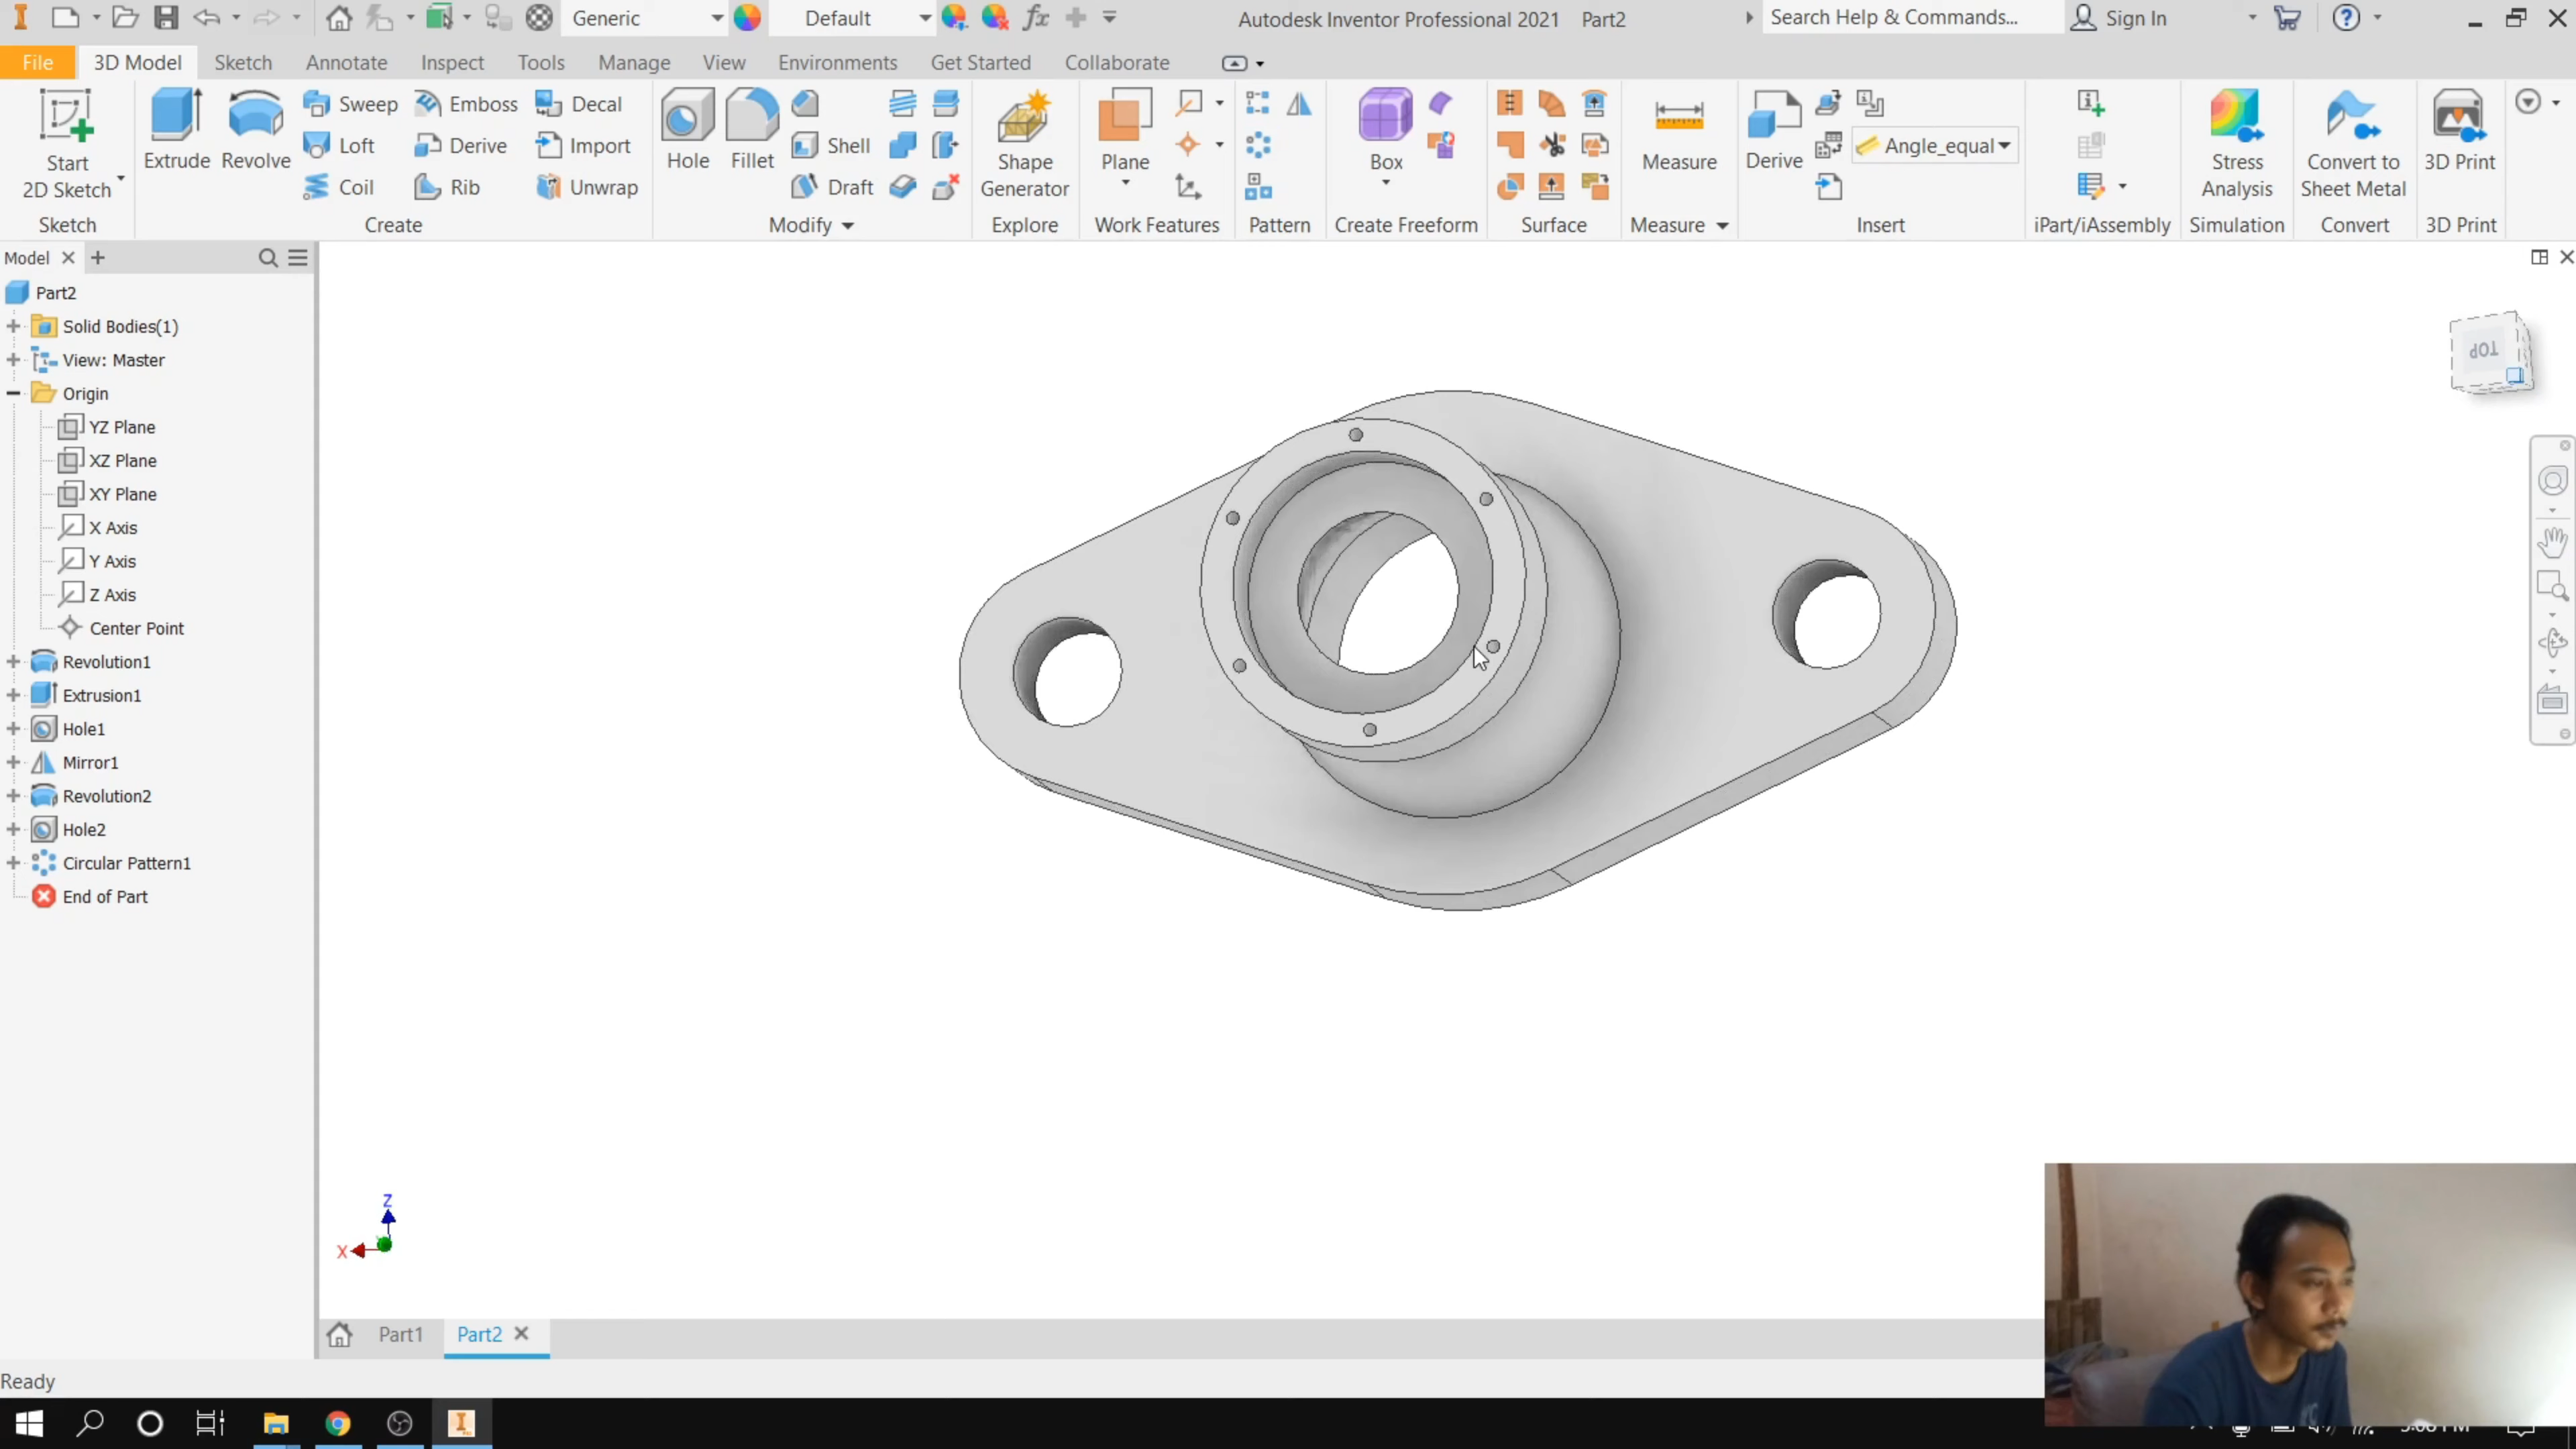 Generic Default Autodesk Inventor Professional 2021 Part2 Search Help & Commands... Sign In
File 3D Model Sketch Annotate Inspect Tools Manage View Environments Get Started Collaborate
Start
2D Sketch
Extrude
Revolve
Sweep
Loft
Coil
Emboss
Derive
Rib
Decal
Import
Unwrap
Hole
Fillet
Shell
Draft
Shape
Generator
Plane
Box
Measure
Derive
Angle_equal
Stress
Analysis
Convert to
Sheet Metal
3D Print
Sketch Create Modify Explore Work Features Pattern Create Freeform Surface Measure Insert iPart/iAssembly Simulation Convert 3D Print
Model
Part2
Solid Bodies(1)
View: Master
Origin
YZ Plane
XZ Plane
XY Plane
X Axis
Y Axis
Z Axis
Center Point
Revolution1
Extrusion1
Hole1
Mirror1
Revolution2
Hole2
Circular Pattern1
End of Part
TOP
Z
X
Part1 Part2
Ready